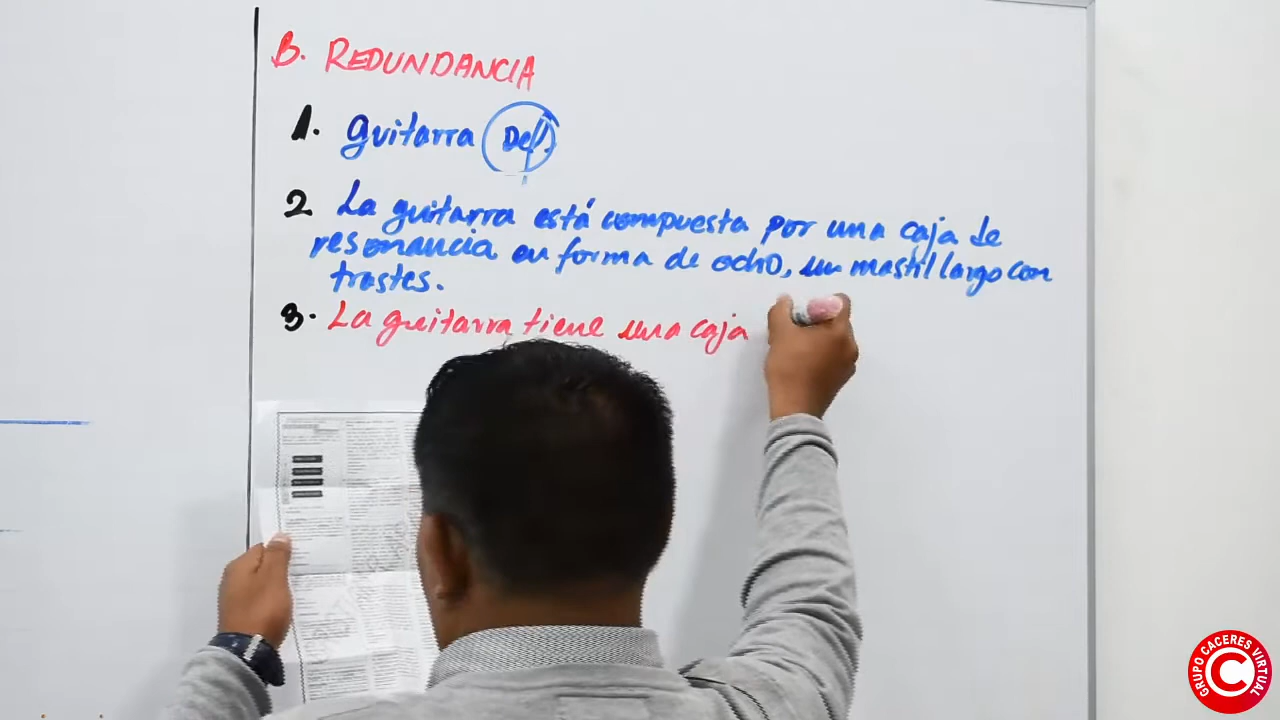 B. REDUNDANCIA
1. guitarra (Def.)
2 La guitarra está compuesta por una caja de
resonancia en forma de ocho, un mastil largo con
trastes.
3. La guitarra tiene una caja
GRUPO CACERES VIRTUAL
C